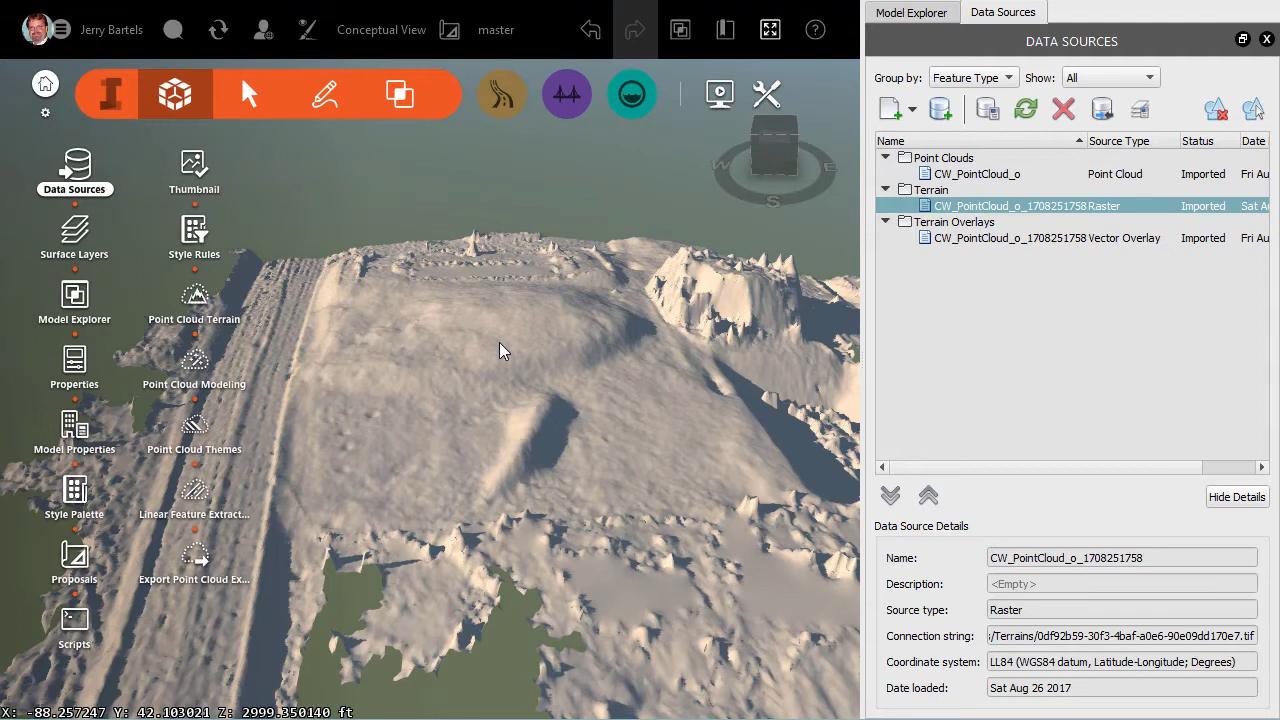 Jerry Bartels
Conceptual View
master
Model Explorer
Data Sources
DATA SOURCES
Group by:
Feature Type
Show:
All
Name
Source Type
Status
Date
Point Clouds
CW_PointCloud_o
Point Cloud
Imported
Fri Au
Terrain
CW_PointCloud_o_1708251758
Raster
Imported
Sat Au
Terrain Overlays
CW_PointCloud_o_1708251758
Vector Overlay
Imported
Fri Au
Hide Details
Data Source Details
Name:
CW_PointCloud_o_1708251758
Description:
<Empty>
Source type:
Raster
Connection string:
:/Terrains/0df92b59-30f3-4baf-a0e6-90e09dd170e7.tif
Coordinate system:
LL84 (WGS84 datum, Latitude-Longitude; Degrees)
Date loaded:
Sat Aug 26 2017
W
E
S
Data Sources
Thumbnail
Surface Layers
Style Rules
Model Explorer
Point Cloud Terrain
Properties
Point Cloud Modeling
Model Properties
Point Cloud Themes
Style Palette
Linear Feature Extract...
Proposals
Export Point Cloud Ex...
Scripts
X: -88.257247 Y: 42.103021 Z: 2999.350140 ft